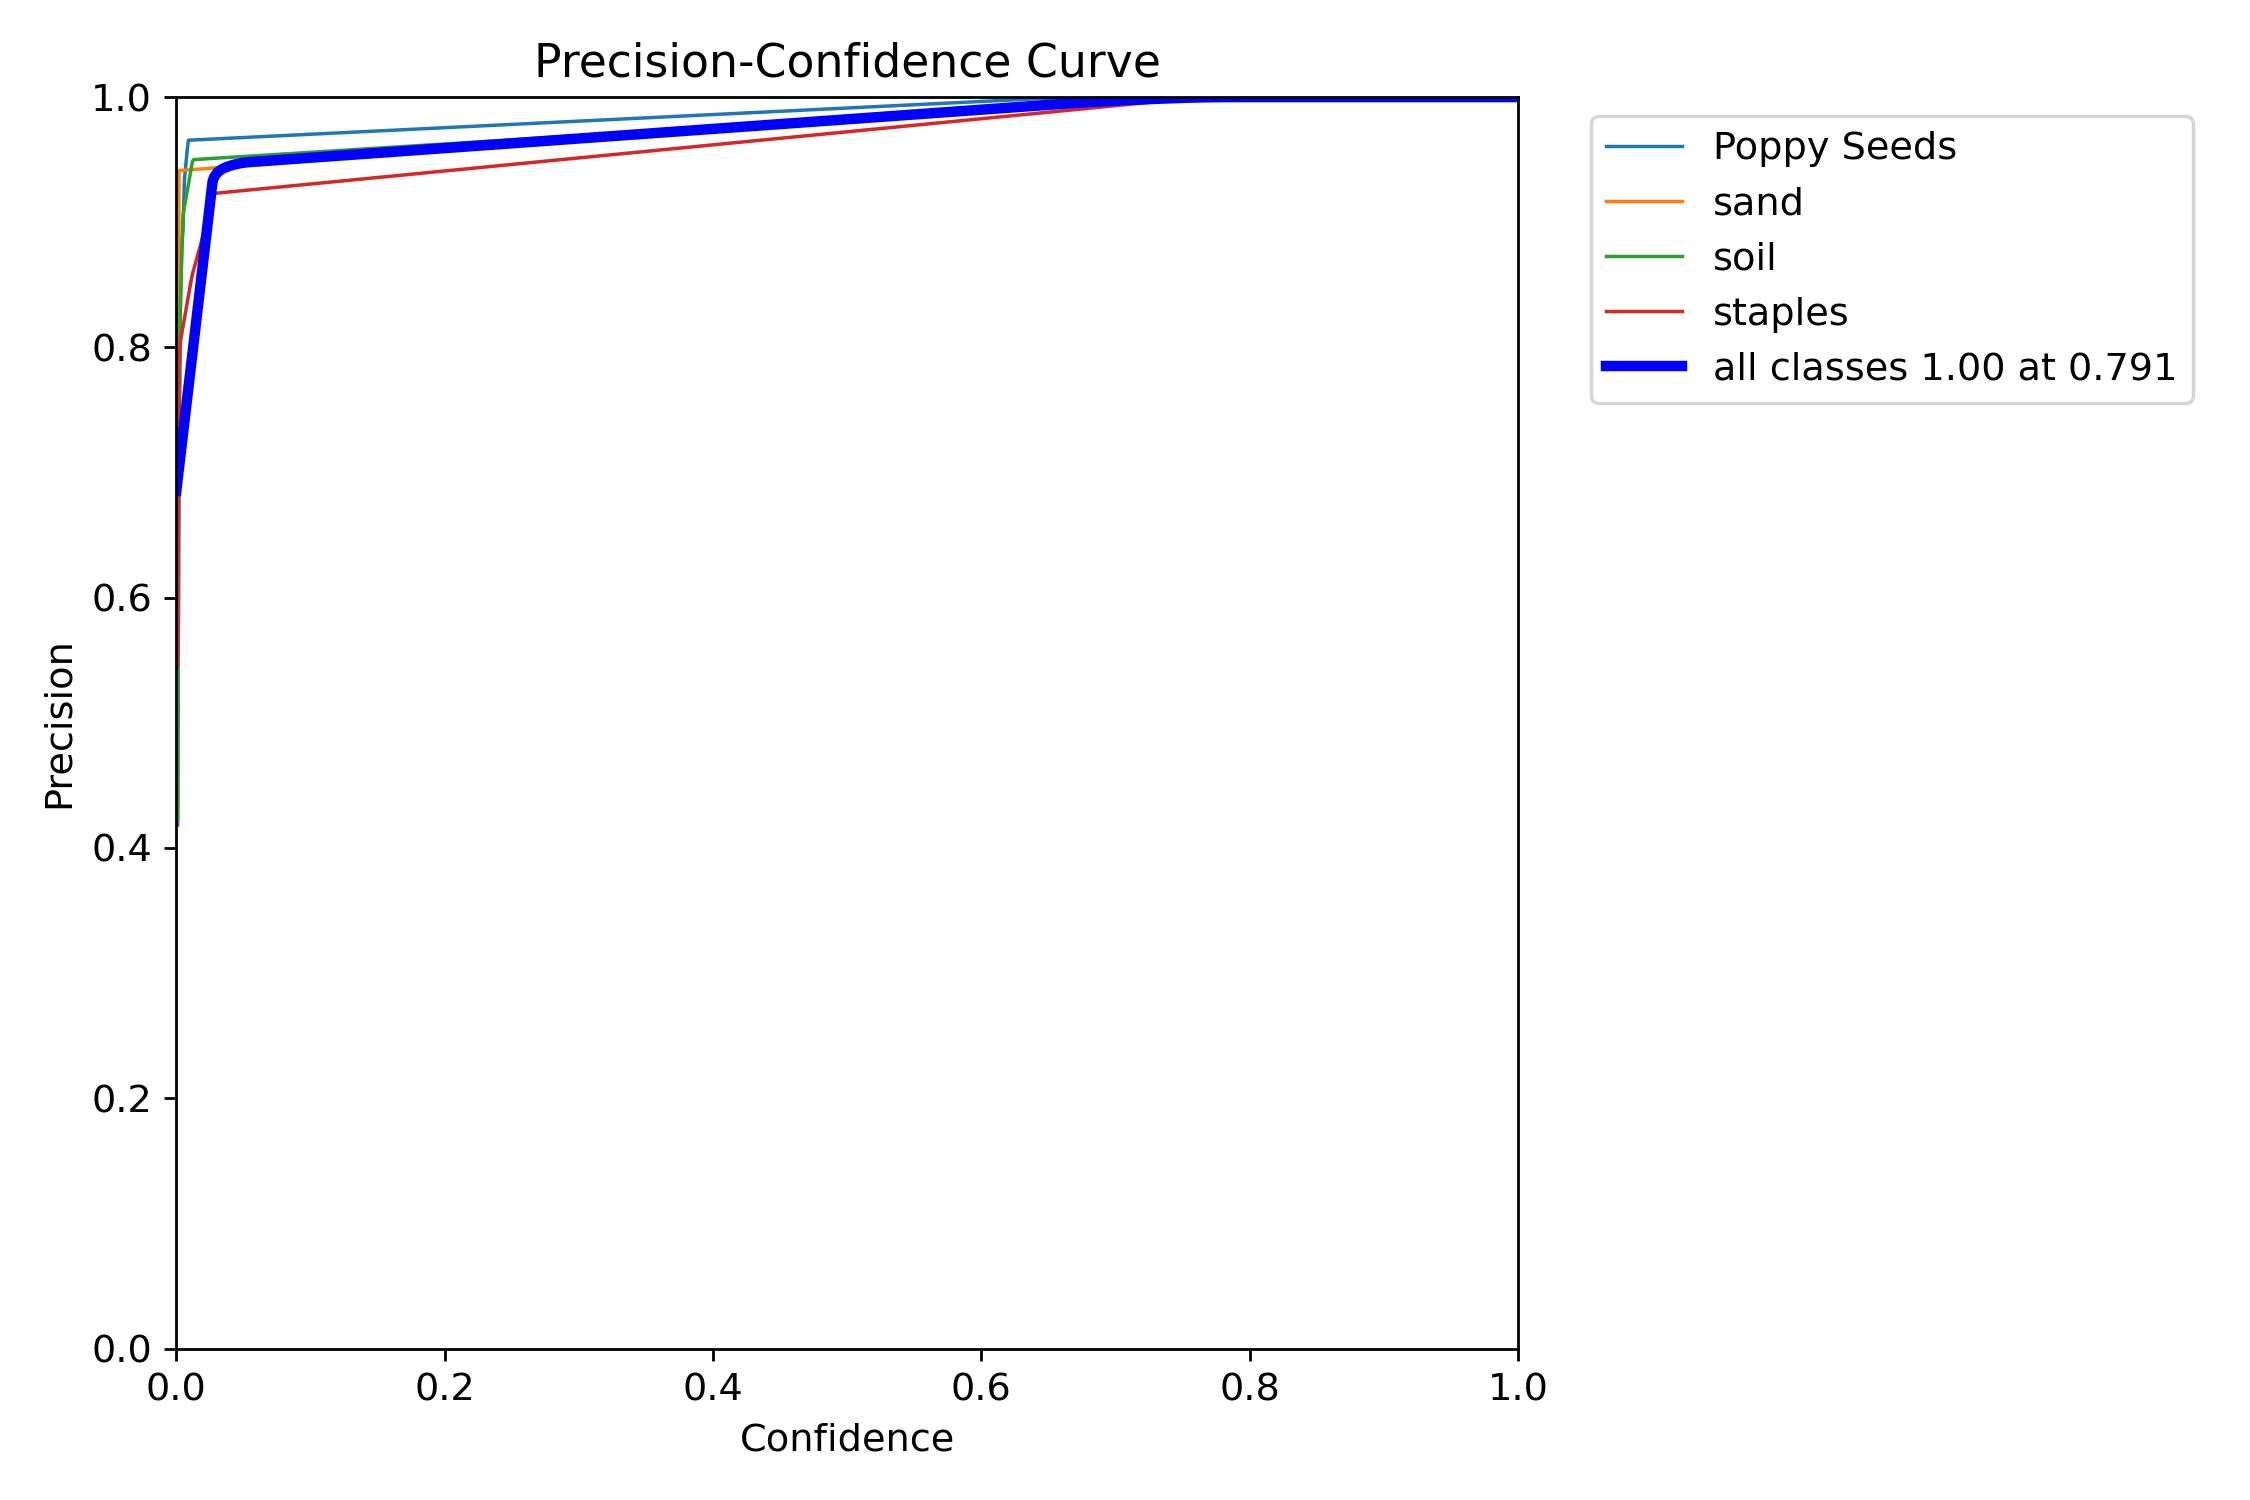 Precision-Confidence Curve
1.0
0.8
0.6
0.4
0.2
0.0
Precision
0.0 0.2 0.4 0.6 0.8 1.0
Confidence
Poppy Seeds
sand
soil
staples
all classes 1.00 at 0.791